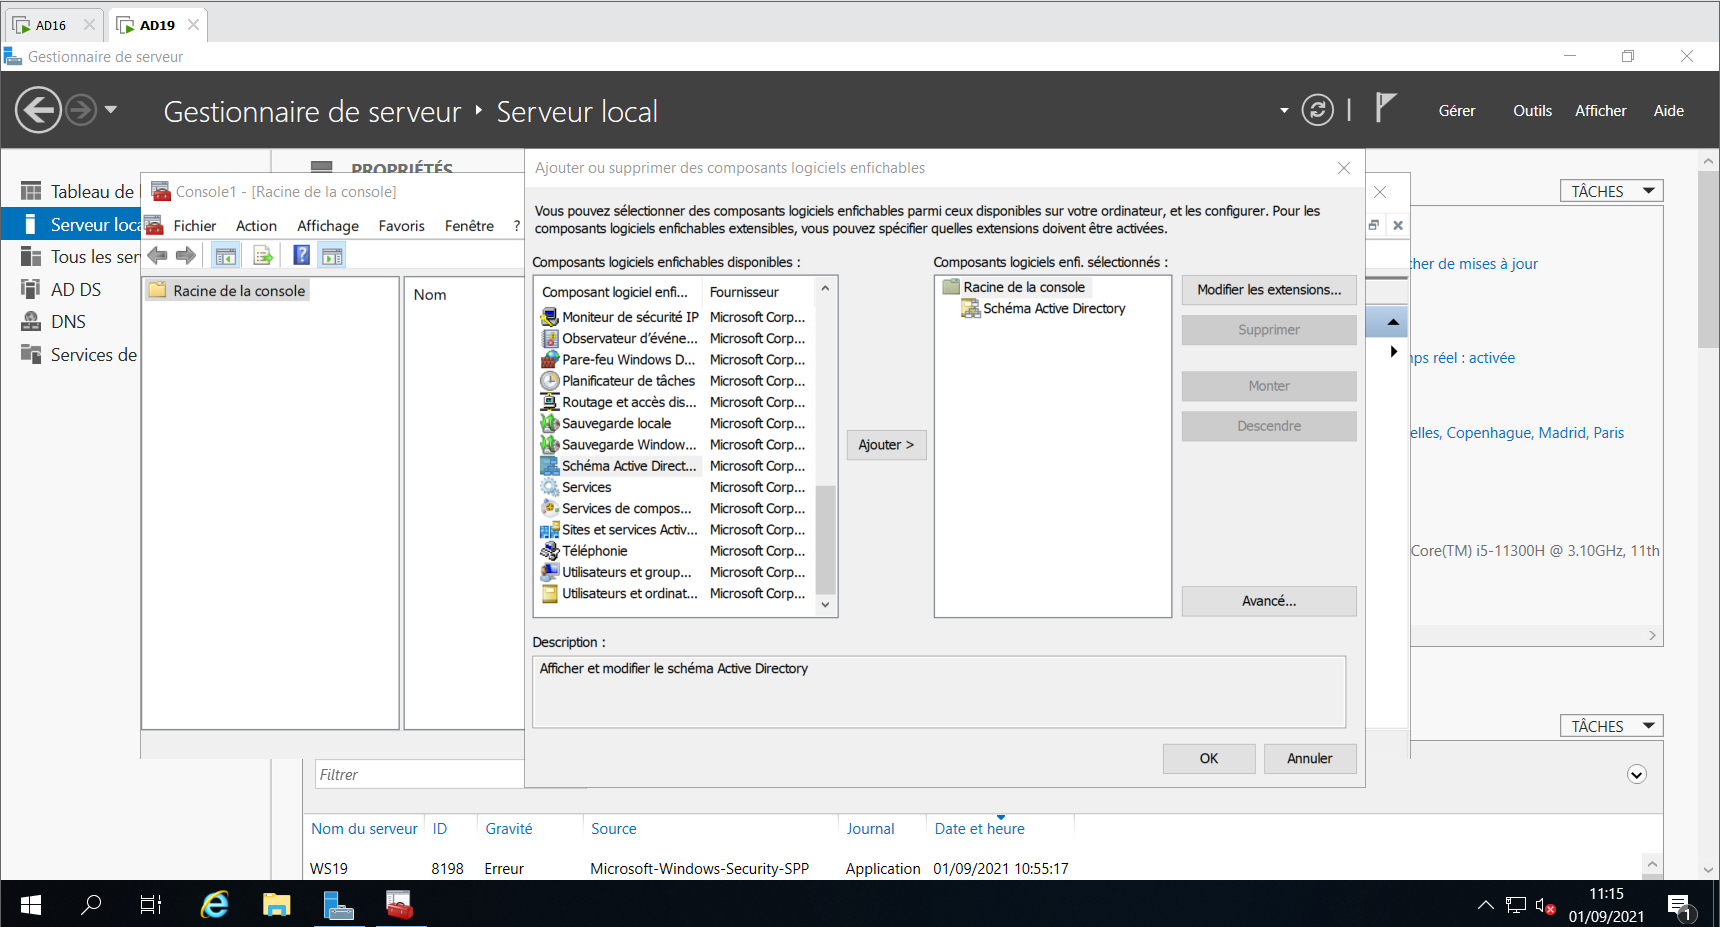 AD16
AD19
Gestionnaire de serveur
Gestionnaire de serveur ‣ Serveur local
Gérer Outils Afficher Aide
PROPRIÉTÉS
TÂCHES
Tableau de
Serveur loca
Tous les ser
AD DS
DNS
Services de
Console1 - [Racine de la console]
Fichier Action Affichage Favoris Fenêtre ?
Racine de la console
Nom
Ajouter ou supprimer des composants logiciels enfichables
Vous pouvez sélectionner des composants logiciels enfichables parmi ceux disponibles sur votre ordinateur, et les configurer. Pour les
composants logiciels enfichables extensibles, vous pouvez spécifier quelles extensions doivent être activées.
Composants logiciels enfichables disponibles :
Composant logiciel enfi... Fournisseur
Moniteur de sécurité IP Microsoft Corp...
Observateur d'événe... Microsoft Corp...
Pare-feu Windows D... Microsoft Corp...
Planificateur de tâches Microsoft Corp...
Routage et accès dis... Microsoft Corp...
Sauvegarde locale Microsoft Corp...
Sauvegarde Window... Microsoft Corp...
Schéma Active Direct... Microsoft Corp...
Services Microsoft Corp...
Services de compos... Microsoft Corp...
Sites et services Activ... Microsoft Corp...
Téléphonie Microsoft Corp...
Utilisateurs et group... Microsoft Corp...
Utilisateurs et ordinat... Microsoft Corp...
Ajouter >
Composants logiciels enfi. sélectionnés :
Racine de la console
Schéma Active Directory
Modifier les extensions...
Supprimer
Monter
Descendre
Avancé...
Description :
Afficher et modifier le schéma Active Directory
OK Annuler
cher de mises à jour
mps réel : activée
elles, Copenhague, Madrid, Paris
Core(TM) i5-11300H @ 3.10GHz, 11th
TÂCHES
Filtrer
Nom du serveur ID Gravité Source Journal Date et heure
WS19 8198 Erreur Microsoft-Windows-Security-SPP Application 01/09/2021 10:55:17
11:15
01/09/2021
1